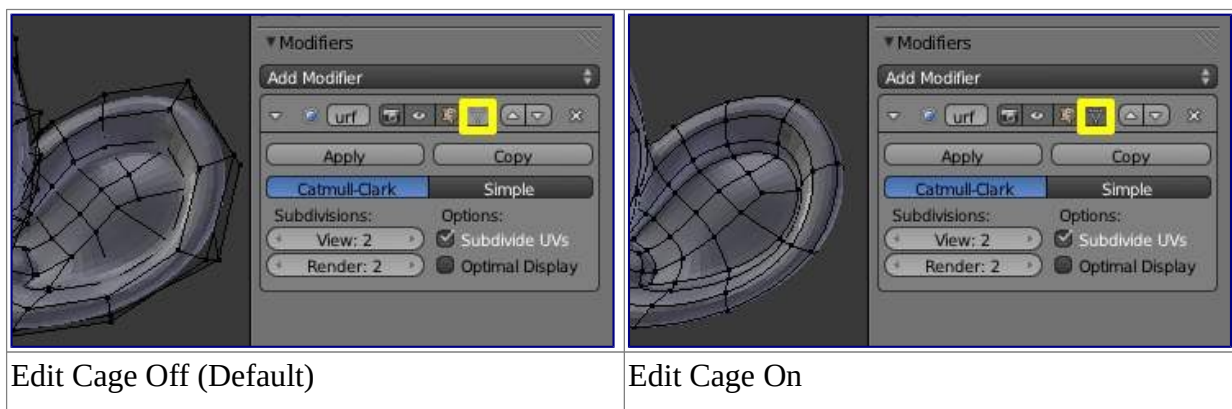 Modifiers
Add Modifier
urf
Apply Copy
Catmull-Clark Simple
Subdivisions: Options:
View: 2 Subdivide UVs
Render: 2 Optimal Display
Modifiers
Add Modifier
urf
Apply Copy
Catmull-Clark Simple
Subdivisions: Options:
View: 2 Subdivide UVs
Render: 2 Optimal Display
Edit Cage Off (Default)
Edit Cage On